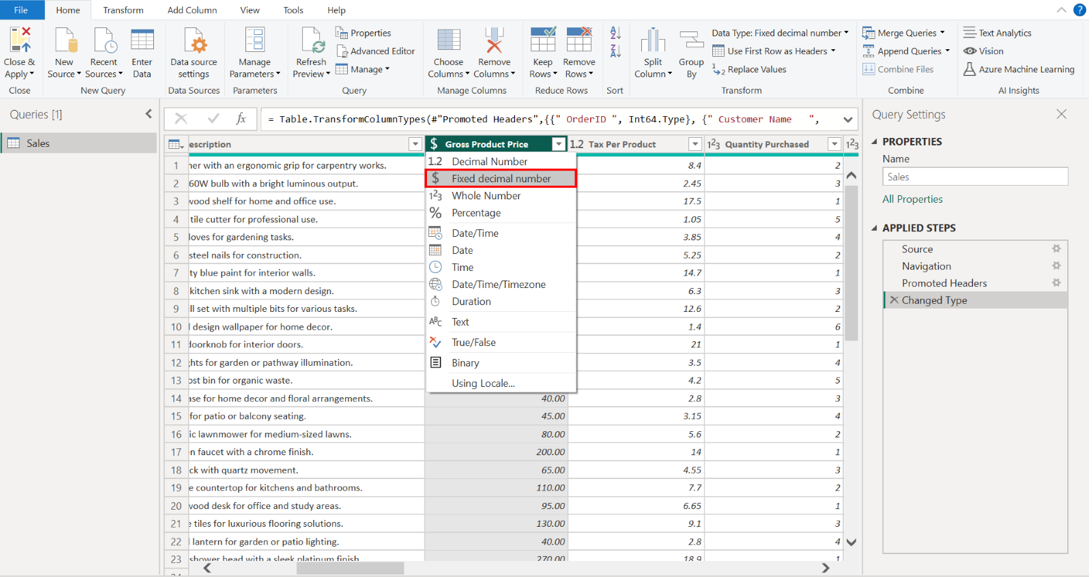 File Home Transform Add Column View Tools Help
Close & Apply
New Source
Recent Sources
Enter Data
Data source settings
Manage Parameters
Refresh Preview
Properties
Advanced Editor
Manage
Choose Columns
Remove Columns
Keep Rows
Remove Rows
Split Column
Group By
Data Type: Fixed decimal number
Use First Row as Headers
Replace Values
Merge Queries
Append Queries
Combine Files
Text Analytics
Vision
Azure Machine Learning
Close New Query Data Sources Parameters Query Manage Columns Reduce Rows Sort Transform Combine AI Insights
Queries [1]
Sales
fx = Table.TransformColumnTypes(#"Promoted Headers",{{" OrderID ", Int64.Type}, {" Customer Name   ",
escription $ Gross Product Price 1.2 Tax Per Product 123 Quantity Purchased 123
1.2 Decimal Number
$ Fixed decimal number
123 Whole Number
% Percentage
Date/Time
Date
Time
Date/Time/Timezone
Duration
ABC Text
True/False
Binary
Using Locale...
1 ner with an ergonomic grip for carpentry works. 8.4 2
2 60W bulb with a bright luminous output. 2.45 3
3 wood shelf for home and office use. 17.5 1
4 tile cutter for professional use. 1.05 5
5 loves for gardening tasks. 3.85 4
6 steel nails for construction. 5.25 2
7 ty blue paint for interior walls. 14.7 1
8 kitchen sink with a modern design. 6.3 3
9 ll set with multiple bits for various tasks. 12.6 2
10 l design wallpaper for home decor. 1.4 6
11 doorknob for interior doors. 21 1
12 ghts for garden or pathway illumination. 3.5 4
13 ost bin for organic waste. 4.2 5
14 ase for home decor and floral arrangements. 40.00 2.8 3
15 for patio or balcony seating. 45.00 3.15 4
16 ic lawnmower for medium-sized lawns. 80.00 5.6 2
17 en faucet with a chrome finish. 200.00 14 1
18 ck with quartz movement. 65.00 4.55 3
19 e countertop for kitchens and bathrooms. 110.00 7.7 2
20 wood desk for office and study areas. 95.00 6.65 1
21 e tiles for luxurious flooring solutions. 130.00 9.1 3
22 l lantern for garden or patio lighting. 40.00 2.8 4
23 shower head with a sleek platinum finish 270.00 18.9 1
Query Settings
PROPERTIES
Name
Sales
All Properties
APPLIED STEPS
Source
Navigation
Promoted Headers
Changed Type